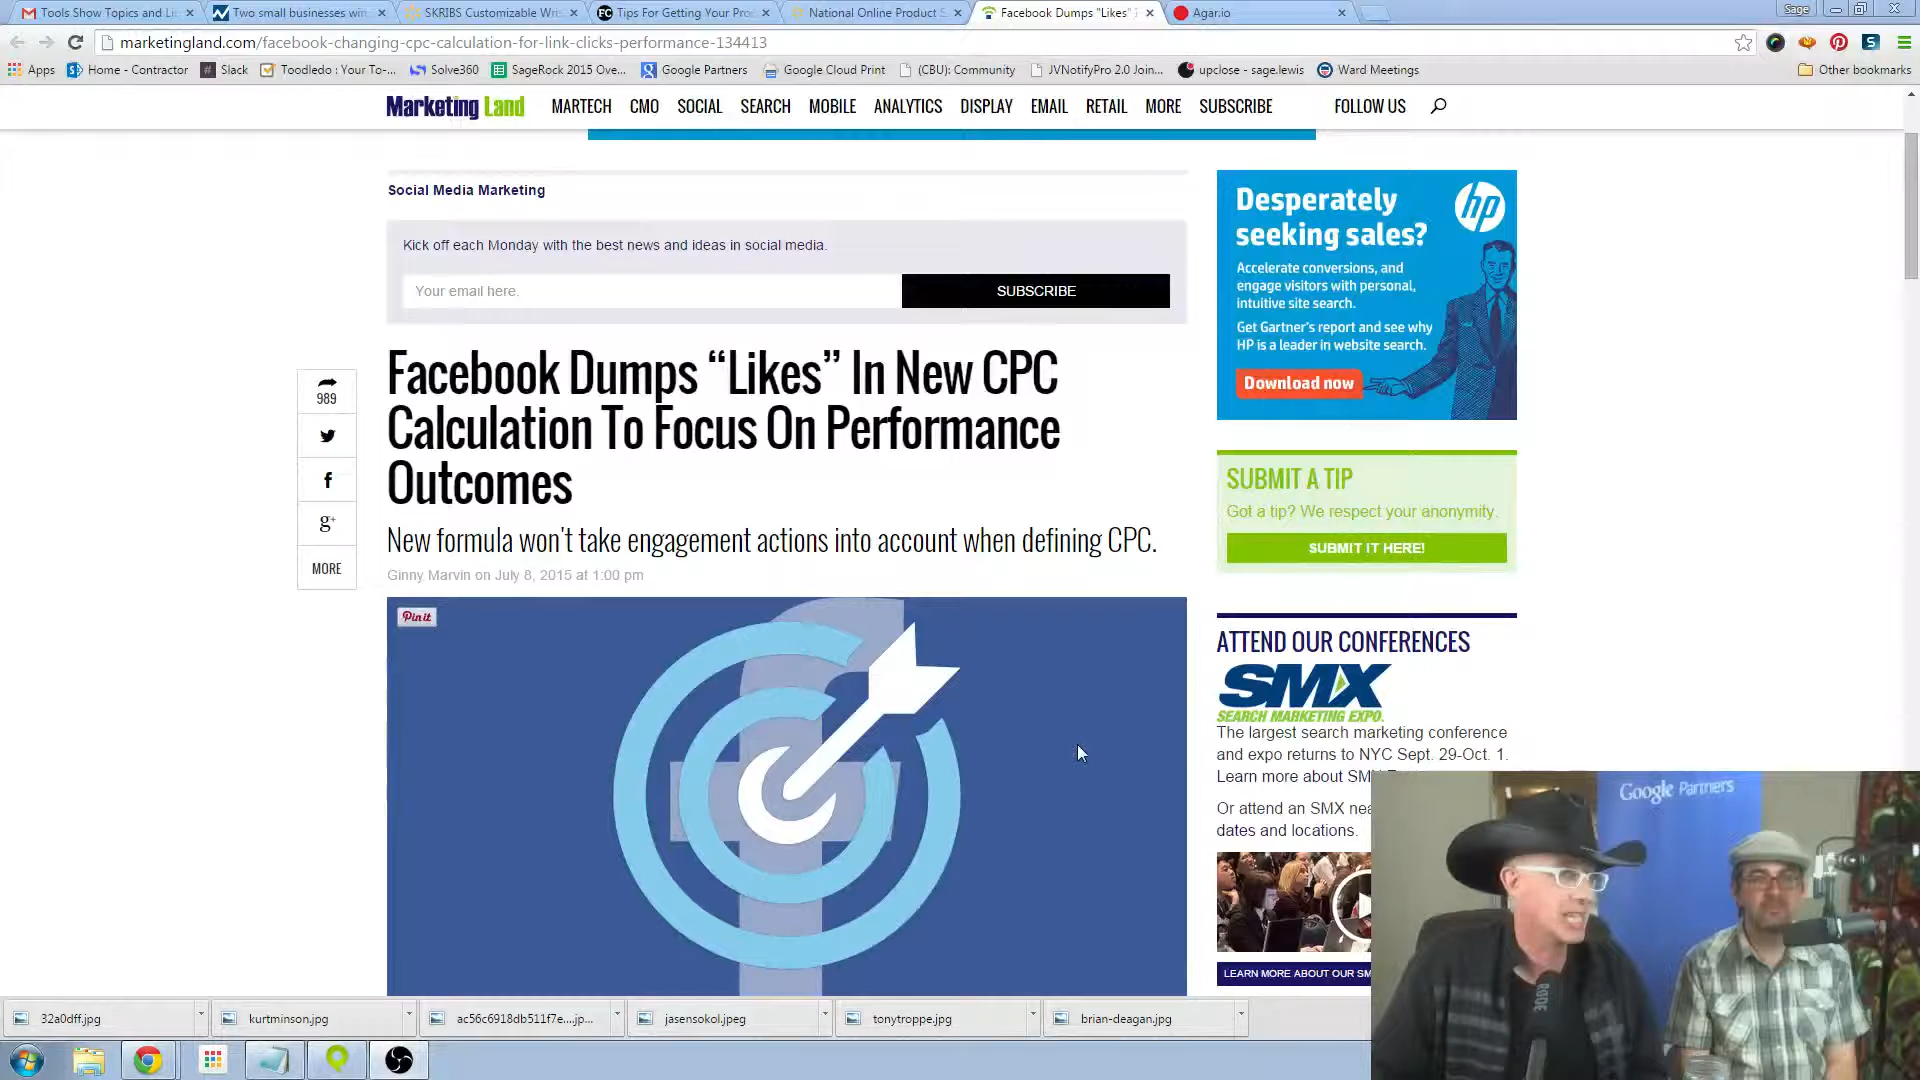 Tools Show Topics and Li
Two small businesses win
SKRIBS Customizable Wris
Tips For Getting Your Pro
National Online Product S
Facebook Dumps "Likes"
Agar.io
Sage
marketingland.com/facebook-changing-cpc-calculation-for-link-clicks-performance-134413
Apps
Home - Contractor
Slack
Toodledo : Your To-...
Solve360
SageRock 2015 Ove...
Google Partners
Google Cloud Print
(CBU): Community
JVNotifyPro 2.0 Join...
upclose - sage.lewis
Ward Meetings
Other bookmarks
Marketing Land
MARTECH CMO SOCIAL SEARCH MOBILE ANALYTICS DISPLAY EMAIL RETAIL MORE SUBSCRIBE FOLLOW US
Social Media Marketing
Kick off each Monday with the best news and ideas in social media.
Your email here.
SUBSCRIBE
989
g+
MORE
Facebook Dumps “Likes” In New CPC
Calculation To Focus On Performance
Outcomes
New formula won't take engagement actions into account when defining CPC.
Ginny Marvin on July 8, 2015 at 1:00 pm
Pin it
Desperately
seeking sales?
hp
Accelerate conversions, and
engage visitors with personal,
intuitive site search.
Get Gartner's report and see why
HP is a leader in website search.
Download now
SUBMIT A TIP
Got a tip? We respect your anonymity.
SUBMIT IT HERE!
ATTEND OUR CONFERENCES
SMX
SEARCH MARKETING EXPO.
The largest search marketing conference
and expo returns to NYC Sept. 29-Oct. 1.
Learn more about SM
Or attend an SMX nea
dates and locations.
LEARN MORE ABOUT OUR SM
Google Partners
RODE
32a0dff.jpg
kurtminson.jpg
ac56c6918db511f7e....jp...
jasensokol.jpeg
tonytroppe.jpg
brian-deagan.jpg